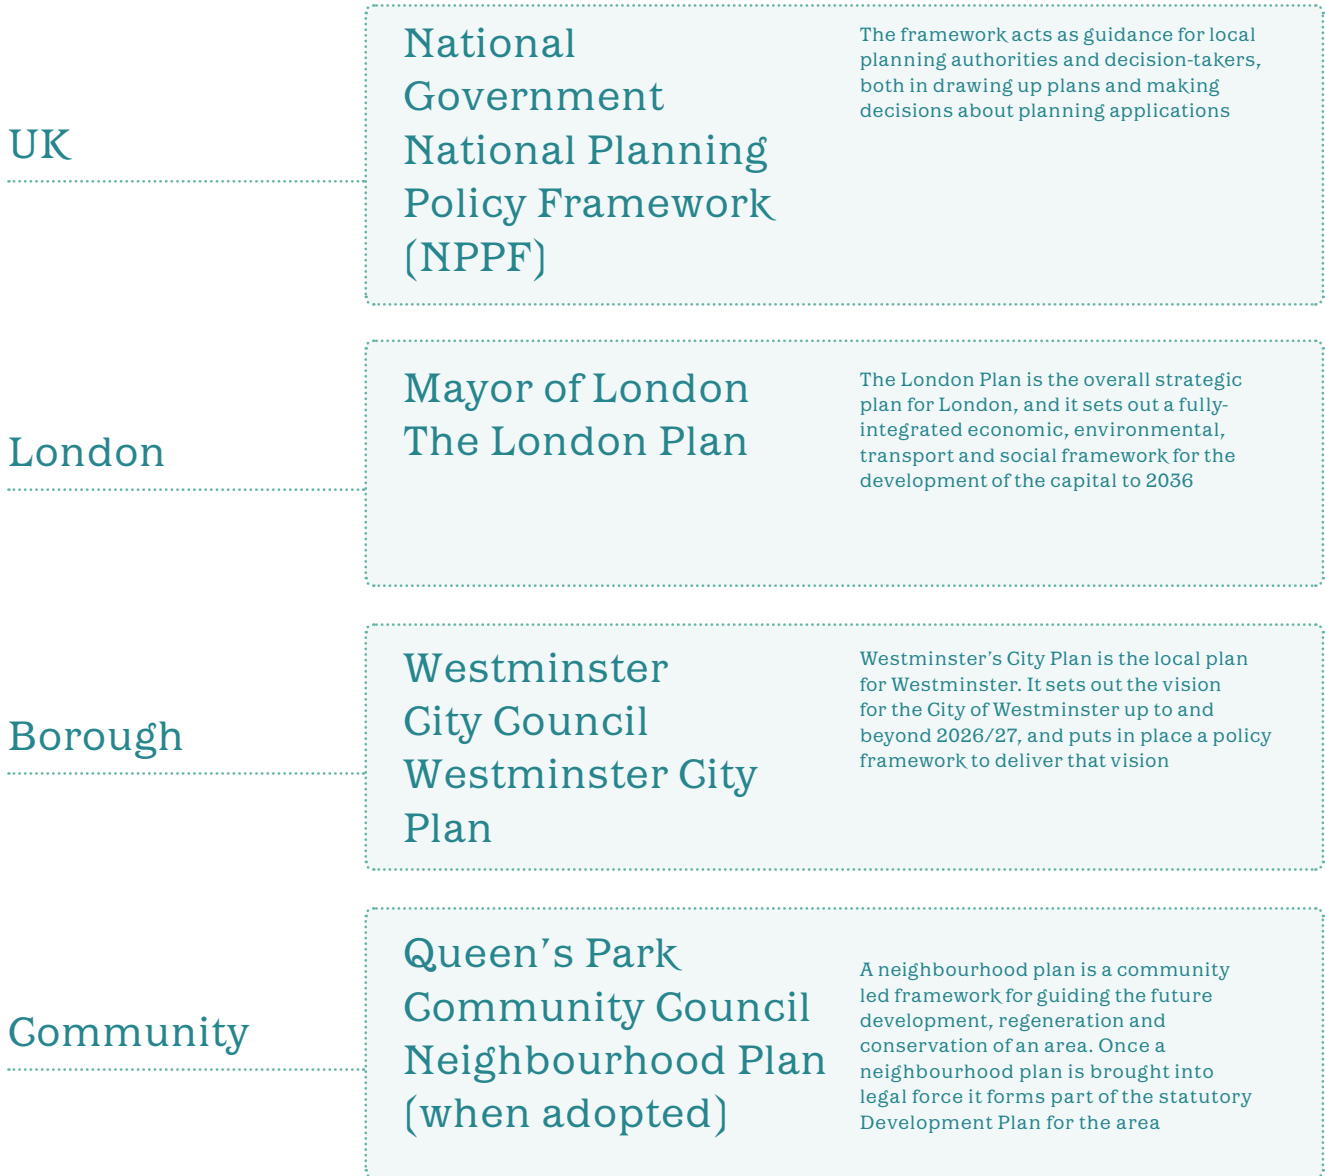 UK
National
Government
National Planning
Policy Framework
(NPPF)
The framework acts as guidance for local
planning authorities and decision-takers,
both in drawing up plans and making
decisions about planning applications
London
Mayor of London
The London Plan
The London Plan is the overall strategic
plan for London, and it sets out a fully-
integrated economic, environmental,
transport and social framework for the
development of the capital to 2036
Borough
Westminster
City Council
Westminster City
Plan
Westminster’s City Plan is the local plan
for Westminster. It sets out the vision
for the City of Westminster up to and
beyond 2026/27, and puts in place a policy
framework to deliver that vision
Community
Queen’s Park
Community Council
Neighbourhood Plan
(when adopted)
A neighbourhood plan is a community
led framework for guiding the future
development, regeneration and
conservation of an area. Once a
neighbourhood plan is brought into
legal force it forms part of the statutory
Development Plan for the area